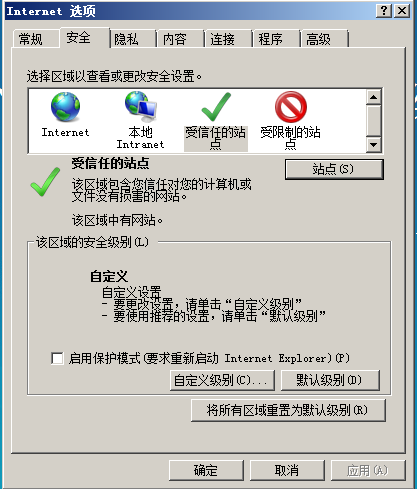 Internet 选项
常规 安全 隐私 内容 连接 程序 高级
选择区域以查看或更改安全设置。
Internet 本地 Intranet 受信任的站点 受限制的站点
受信任的站点
站点(S)
该区域包含您信任对您的计算机或
文件没有损害的网站。
该区域中有网站。
该区域的安全级别(L)
自定义
自定义设置
- 要更改设置，请单击“自定义级别”
- 要使用推荐的设置，请单击“默认级别”
启用保护模式(要求重新启动 Internet Explorer)(P)
自定义级别(C)... 默认级别(D)
将所有区域重置为默认级别(R)
确定 取消 应用(A)